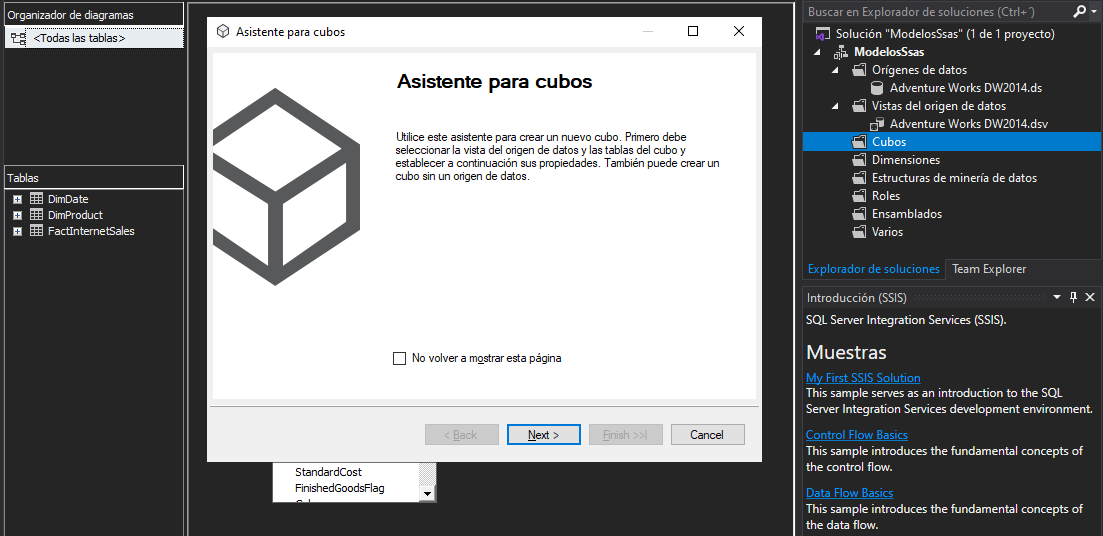 Organizador de diagramas
<Todas las tablas>
Tablas
DimDate
DimProduct
FactInternetSales
Asistente para cubos
Asistente para cubos
Utilice este asistente para crear un nuevo cubo. Primero debe
seleccionar la vista del origen de datos y las tablas del cubo y
establecer a continuación sus propiedades. También puede crear un
cubo sin un origen de datos.
No volver a mostrar esta página
< Back
Next >
Finish >>|
Cancel
StandardCost
FinishedGoodsFlag
Buscar en Explorador de soluciones (Ctrl+´)
Solución "ModelosSsas" (1 de 1 proyecto)
ModelosSsas
Orígenes de datos
Adventure Works DW2014.ds
Vistas del origen de datos
Adventure Works DW2014.dsv
Cubos
Dimensiones
Estructuras de minería de datos
Roles
Ensamblados
Varios
Explorador de soluciones
Team Explorer
Introducción (SSIS)
SQL Server Integration Services (SSIS).
Muestras
My First SSIS Solution
This sample serves as an introduction to the SQL
Server Integration Services development environment.
Control Flow Basics
This sample introduces the fundamental concepts of
the control flow.
Data Flow Basics
This sample introduces the fundamental concepts of
the data flow.